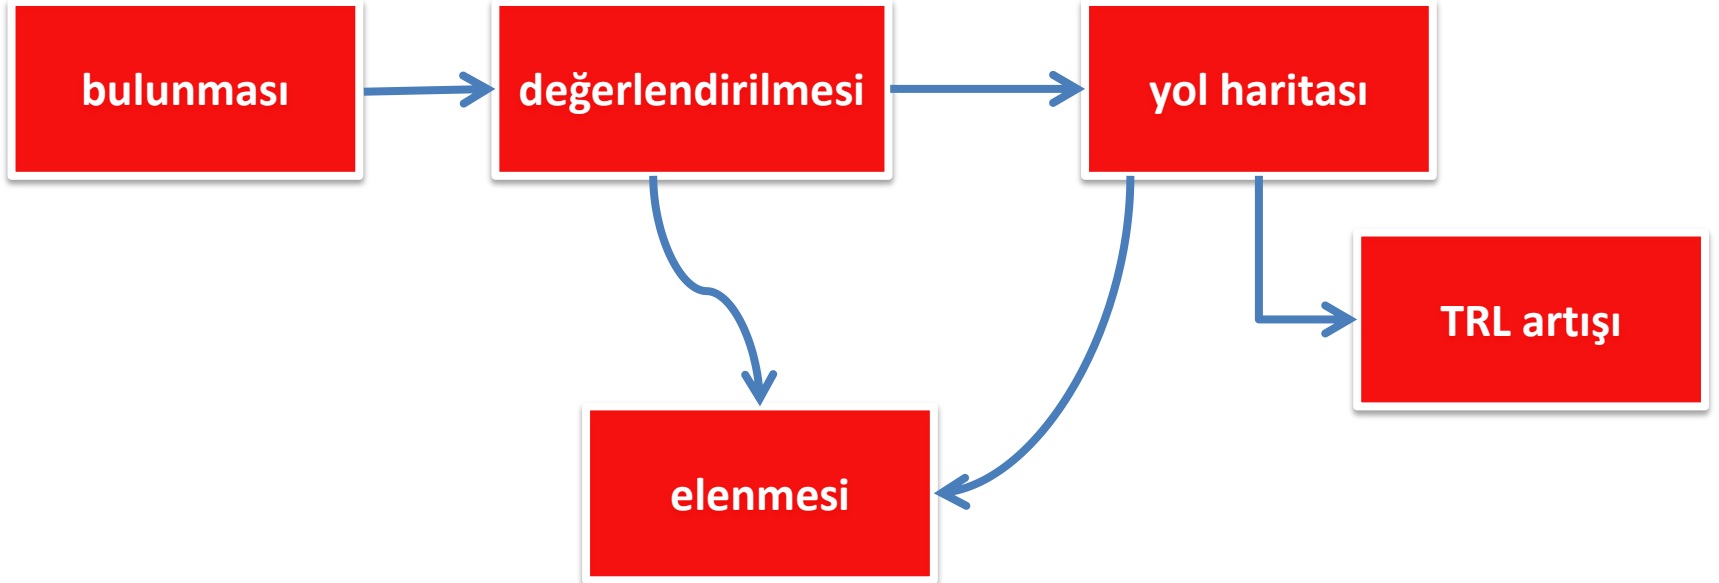 bulunması
değerlendirilmesi
yol haritası
TRL artışı
elenmesi